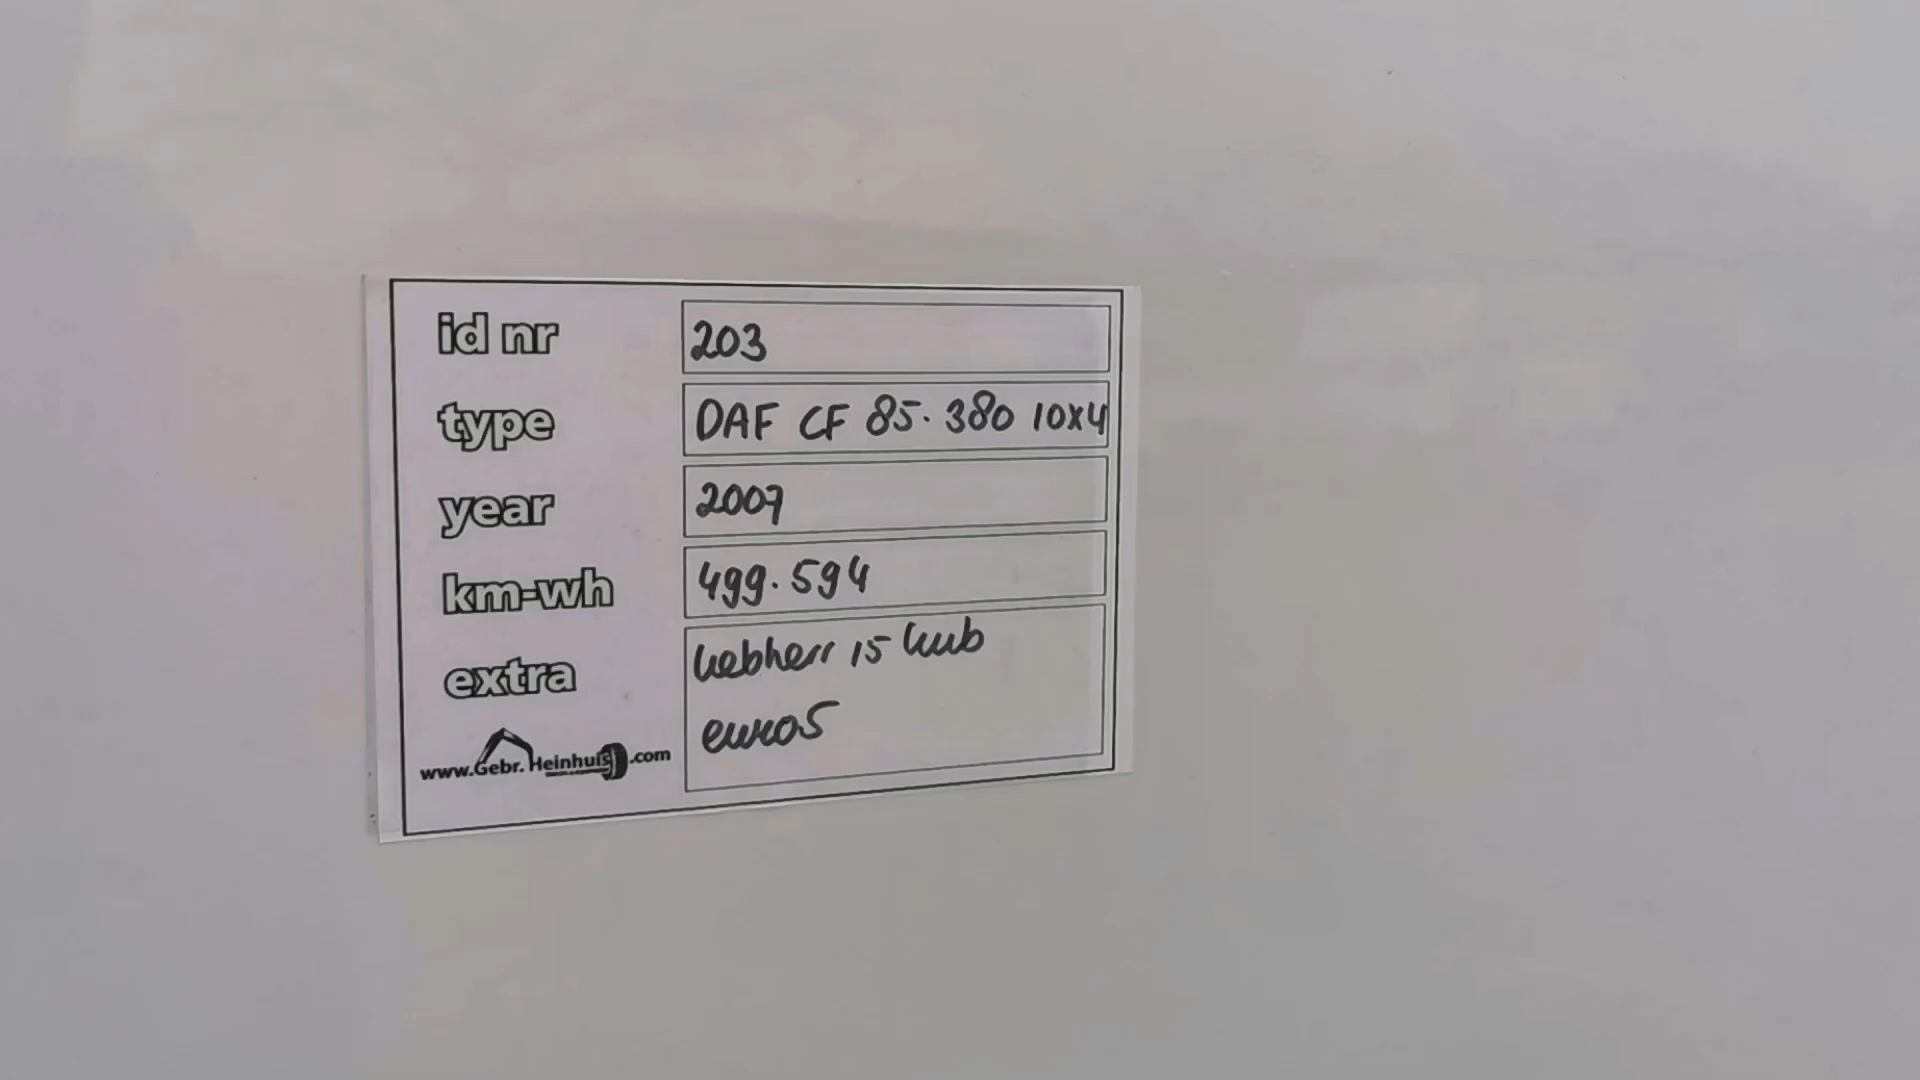 id nr 203
type DAF CF 85.380 10x4
year 2007
km-wh 499.594
extra liebherr 15 kub
euro5
www.Gebr.Heinhuis.com